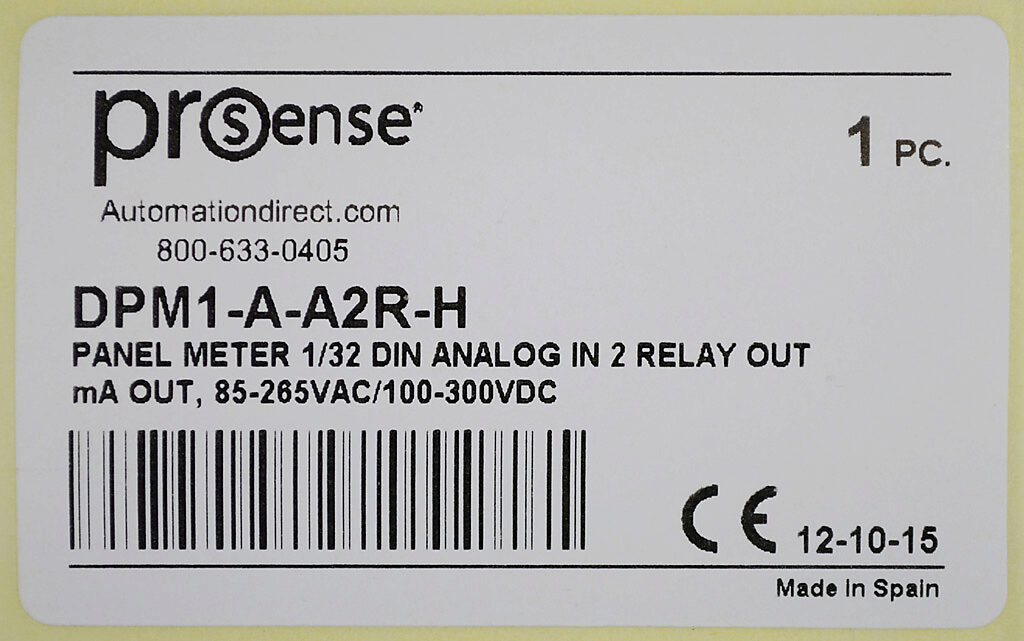 prosense®
1 PC.
Automationdirect.com
800-633-0405
DPM1-A-A2R-H
PANEL METER 1/32 DIN ANALOG IN 2 RELAY OUT
mA OUT, 85-265VAC/100-300VDC
CE 12-10-15
Made in Spain